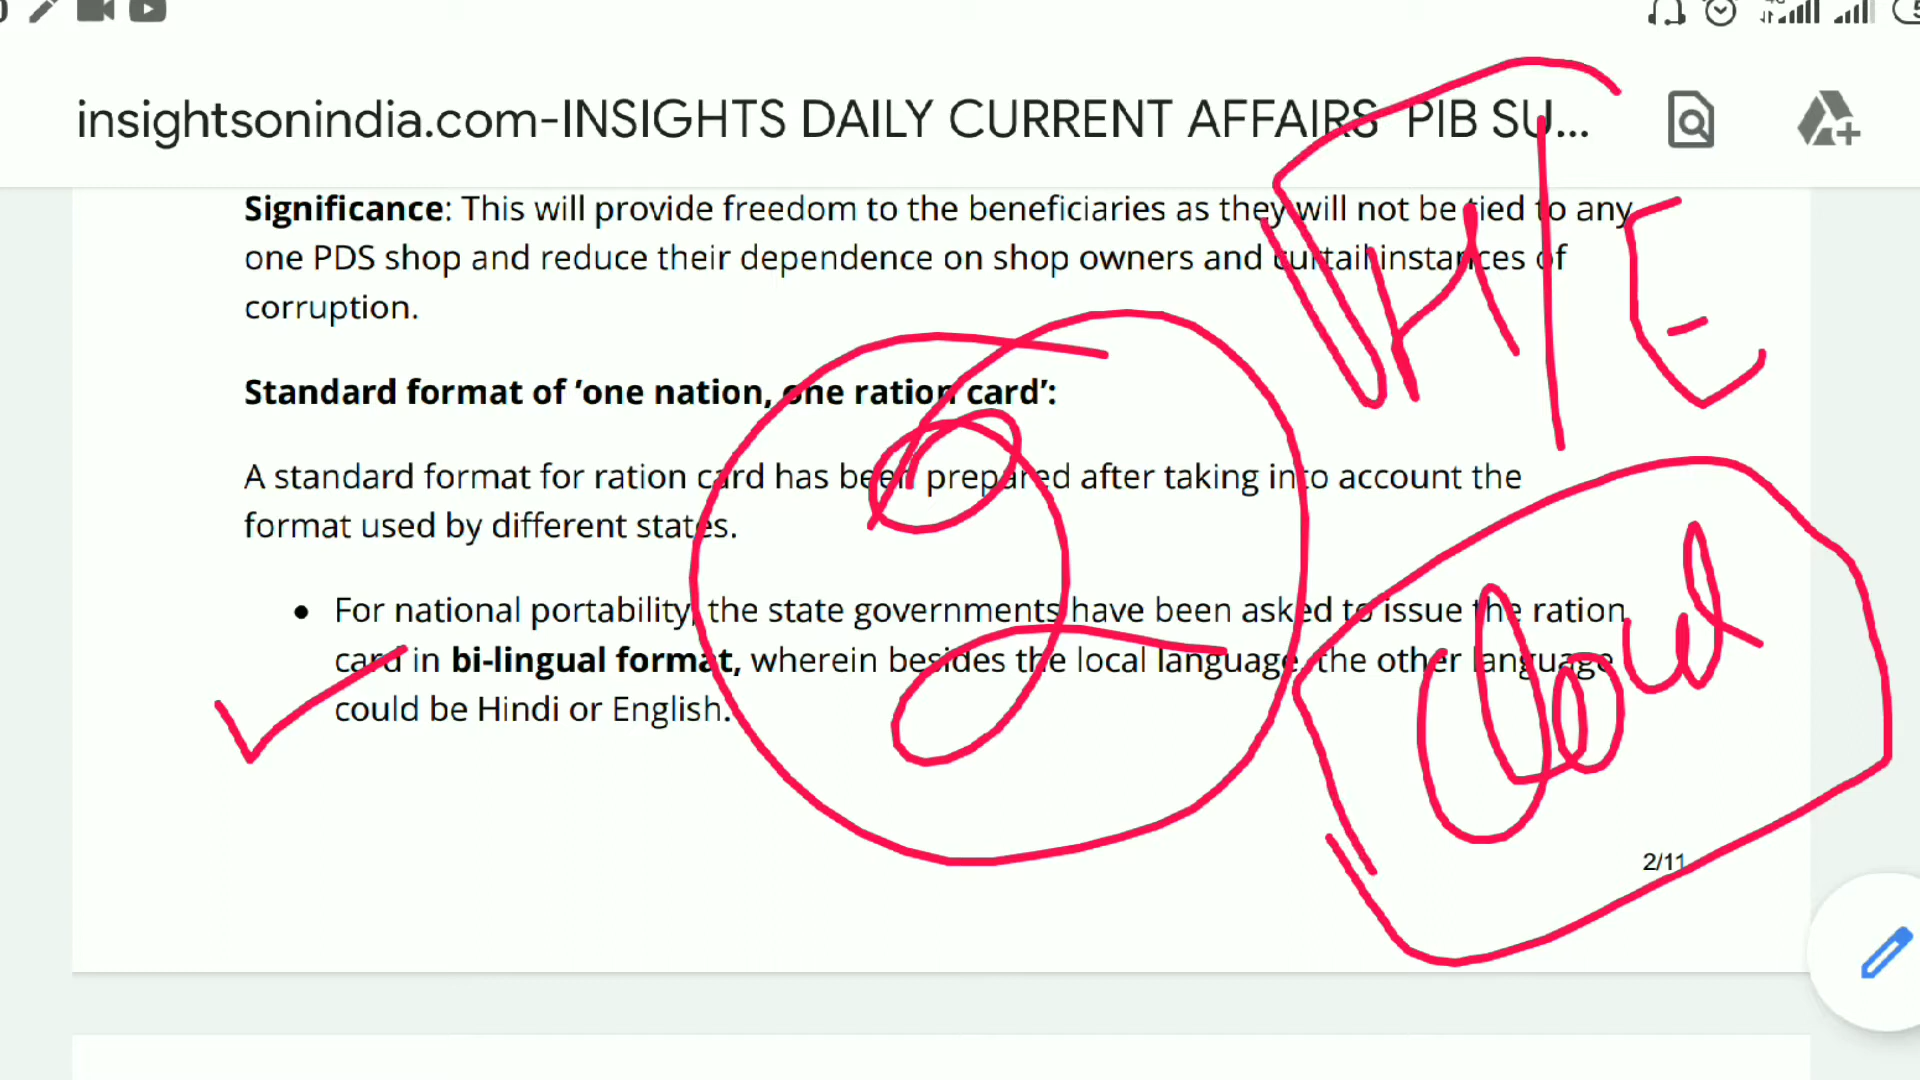 insightsonindia.com-INSIGHTS DAILY CURRENT AFFAIRS PIB SU...
Significance: This will provide freedom to the beneficiaries as they will not be tied to any
one PDS shop and reduce their dependence on shop owners and curtail instances of
corruption.
Standard format of ‘one nation, one ration card’:
A standard format for ration card has been prepared after taking into account the
format used by different states.
● For national portability, the state governments have been asked to issue the ration
card in bi-lingual format, wherein besides the local language, the other language
could be Hindi or English.
H/E
2
Local
2/11